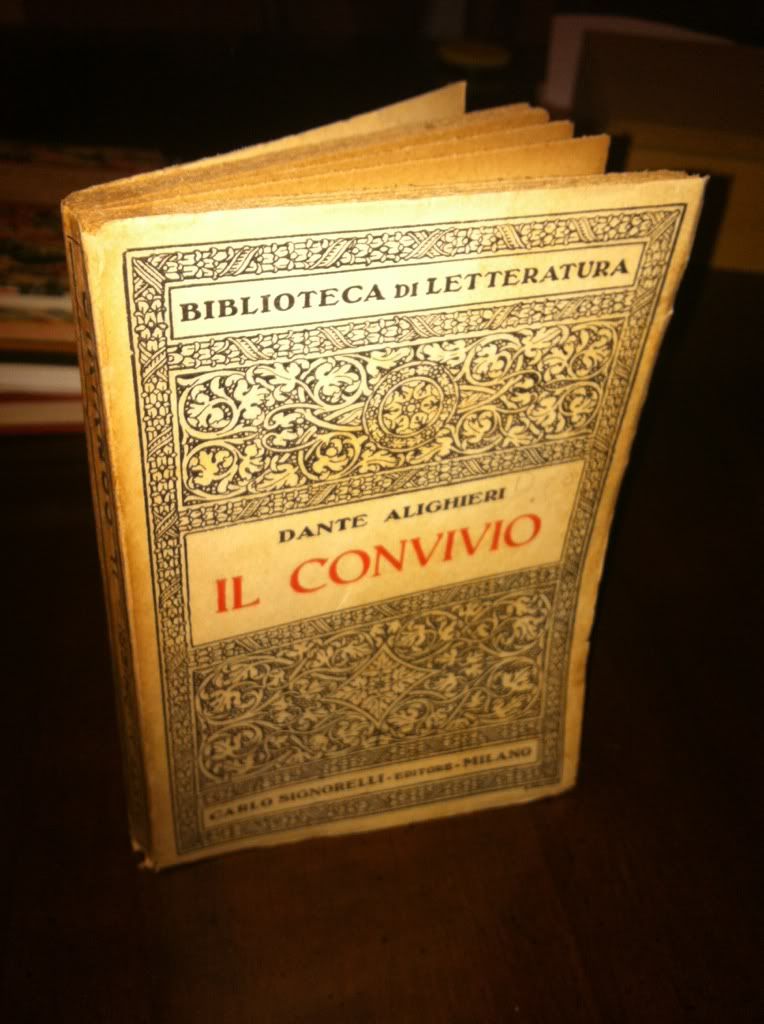 BIBLIOTECA DI LETTERATURA
DANTE ALIGHIERI
IL CONVIVIO
CARLO SIGNORELLI - EDITORE - MILANO